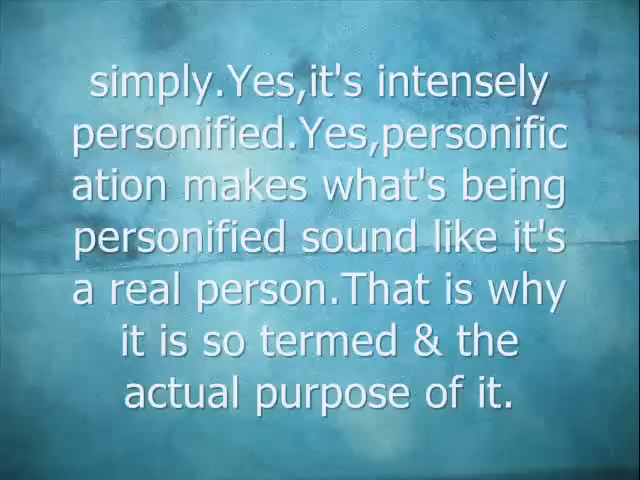 simply.Yes,it's intensely
personified.Yes,personific
ation makes what's being
personified sound like it's
a real person.That is why
it is so termed & the
actual purpose of it.